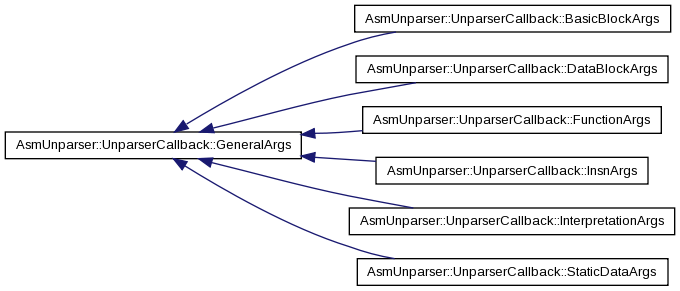 AsmUnparser::UnparserCallback::BasicBlockArgs
AsmUnparser::UnparserCallback::DataBlockArgs
AsmUnparser::UnparserCallback::FunctionArgs
AsmUnparser::UnparserCallback::GeneralArgs
AsmUnparser::UnparserCallback::InsnArgs
AsmUnparser::UnparserCallback::InterpretationArgs
AsmUnparser::UnparserCallback::StaticDataArgs